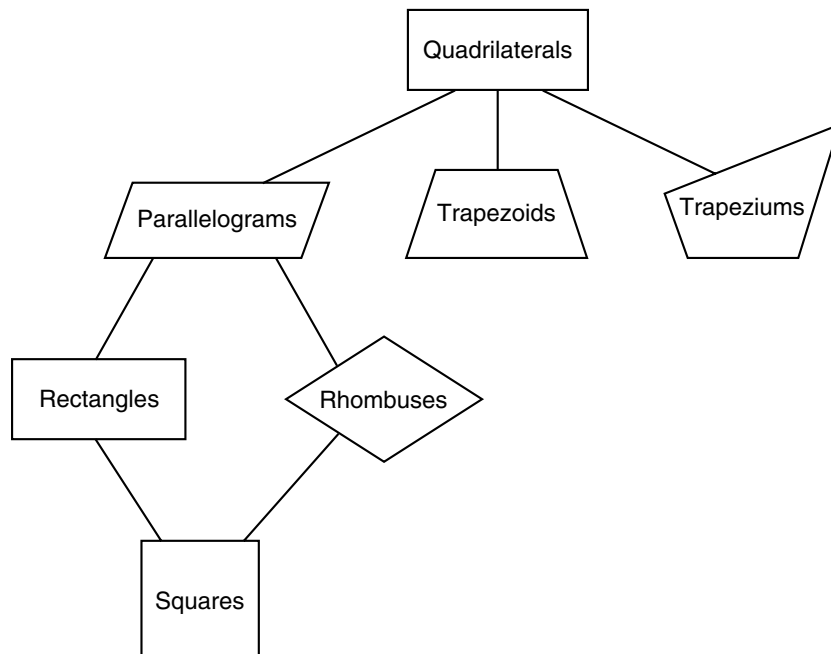 Quadrilaterals
Parallelograms
Trapezoids
Trapeziums
Rectangles
Rhombuses
Squares